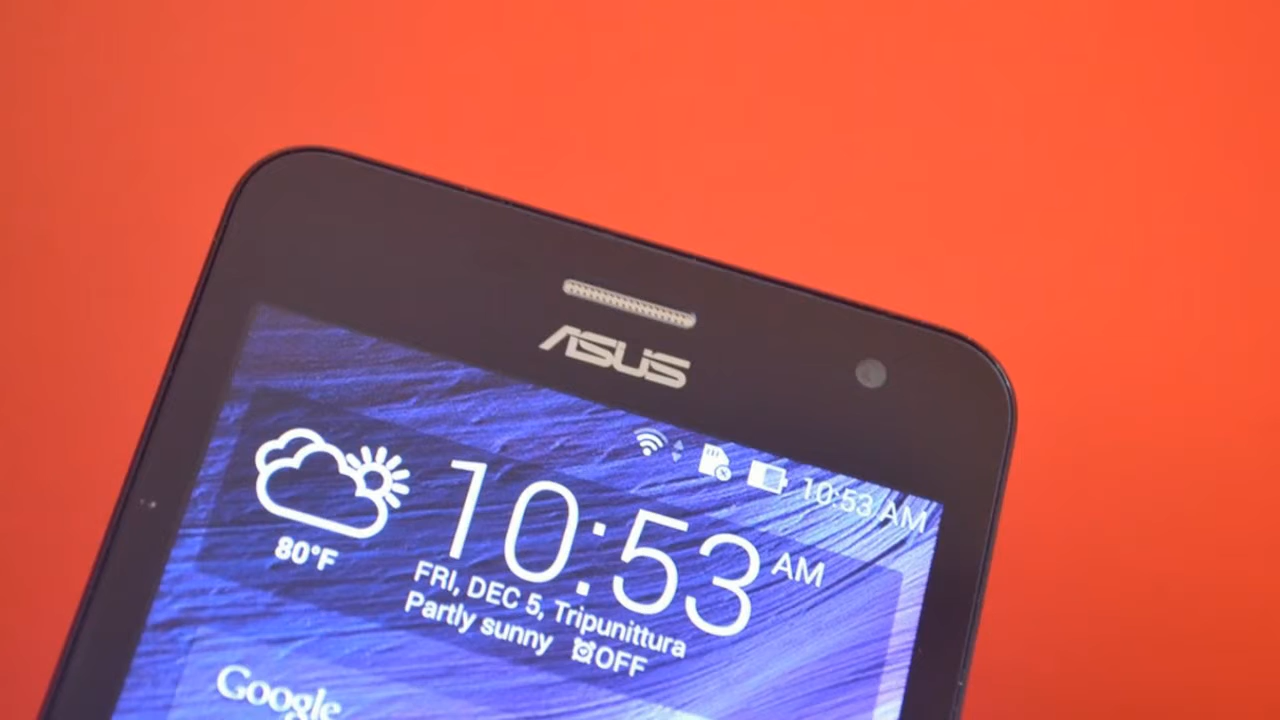 ASUS
10:53 AM
10:53 AM
80°F
FRI, DEC 5, Tripunittura
Partly sunny OFF
Google